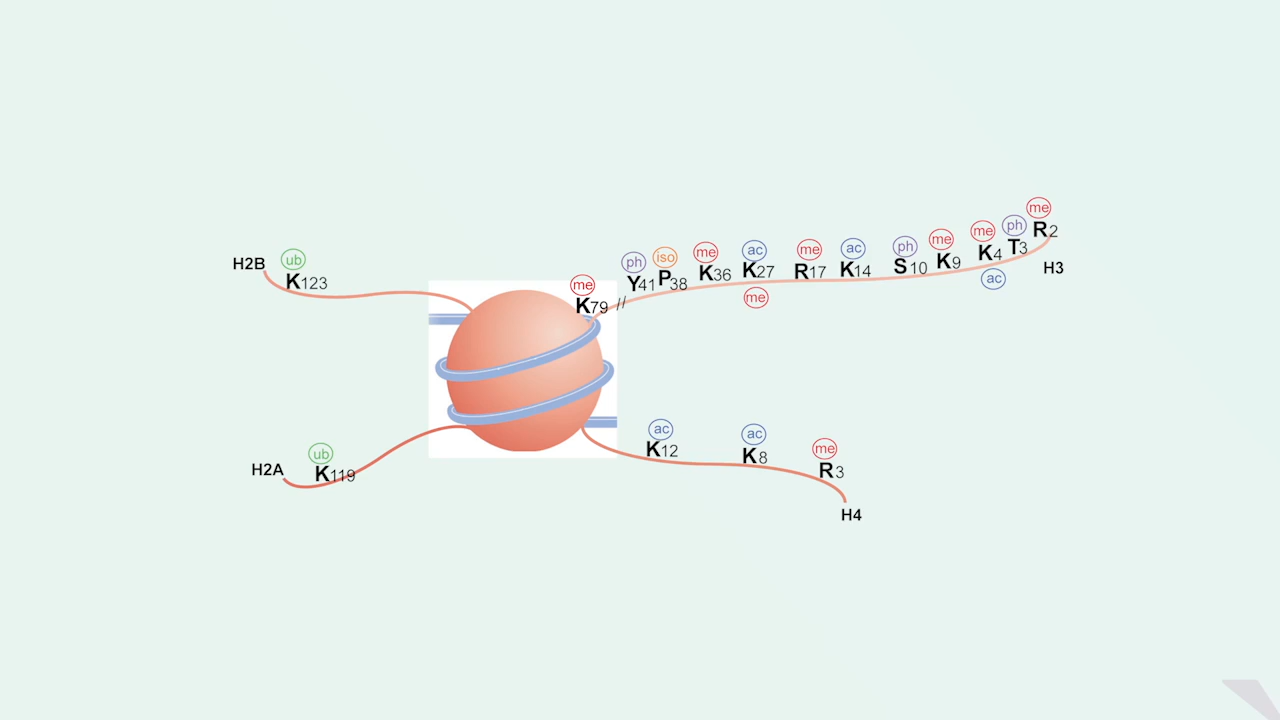 H2B
ub
K123
me
K79 //
ph
Y41
iso
P38
me
K36
ac
K27
me
me
R17
ac
K14
ph
S10
me
K9
me
K4
ac
ph
T3
me
R2
H3
H2A
ub
K119
ac
K12
ac
K8
me
R3
H4